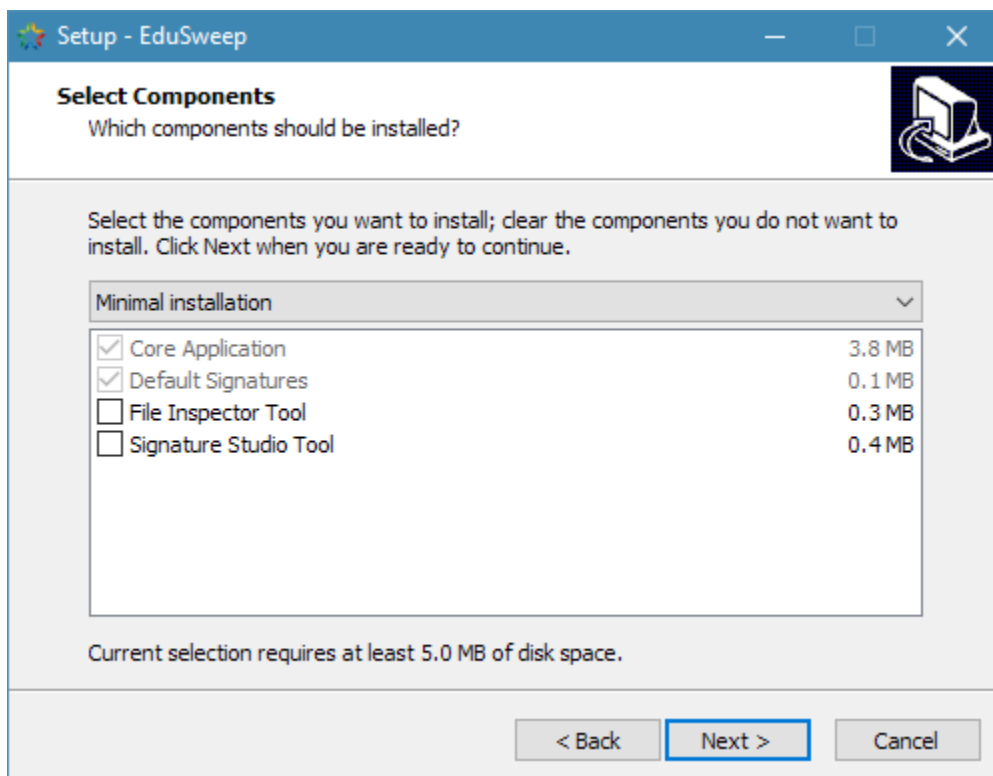 Setup - EduSweep
Select Components
Which components should be installed?
Select the components you want to install; clear the components you do not want to
install. Click Next when you are ready to continue.
Minimal installation
Core Application 3.8 MB
Default Signatures 0.1 MB
File Inspector Tool 0.3 MB
Signature Studio Tool 0.4 MB
Current selection requires at least 5.0 MB of disk space.
< Back Next > Cancel